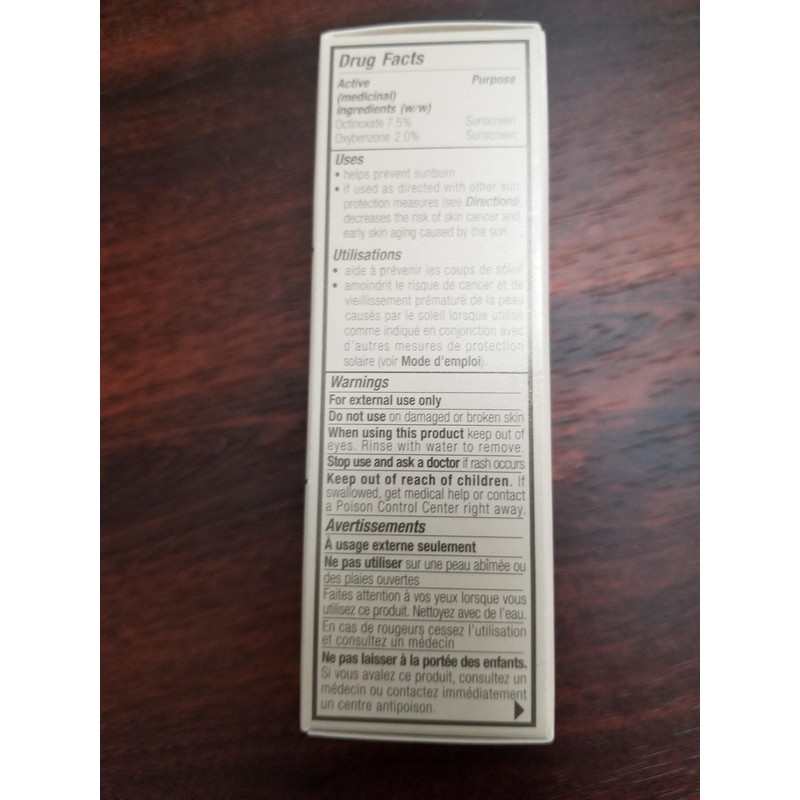 Drug Facts
Active Purpose
(medicinal)
ingredients (w/w)
Octinoxate 7.5% Sunscreen
Oxybenzone 2.0% Sunscreen
Uses
• helps prevent sunburn
• if used as directed with other sun
protection measures (see Directions),
decreases the risk of skin cancer and
early skin aging caused by the sun
Utilisations
• aide à prévenir les coups de soleil
• amoindrit le risque de cancer et de
vieillissement prématuré de la peau
causés par le soleil lorsque utilisé
comme indiqué en conjonction avec
d'autres mesures de protection
solaire (voir Mode d'emploi).
Warnings
For external use only
Do not use on damaged or broken skin
When using this product keep out of
eyes. Rinse with water to remove.
Stop use and ask a doctor if rash occurs
Keep out of reach of children. If
swallowed, get medical help or contact
a Poison Control Center right away.
Avertissements
À usage externe seulement
Ne pas utiliser sur une peau abîmée ou
des plaies ouvertes
Faites attention à vos yeux lorsque vous
utilisez ce produit. Nettoyez avec de l'eau.
En cas de rougeurs cessez l'utilisation
et consultez un médecin
Ne pas laisser à la portée des enfants.
Si vous avalez ce produit, consultez un
médecin ou contactez immédiatement
un centre antipoison.